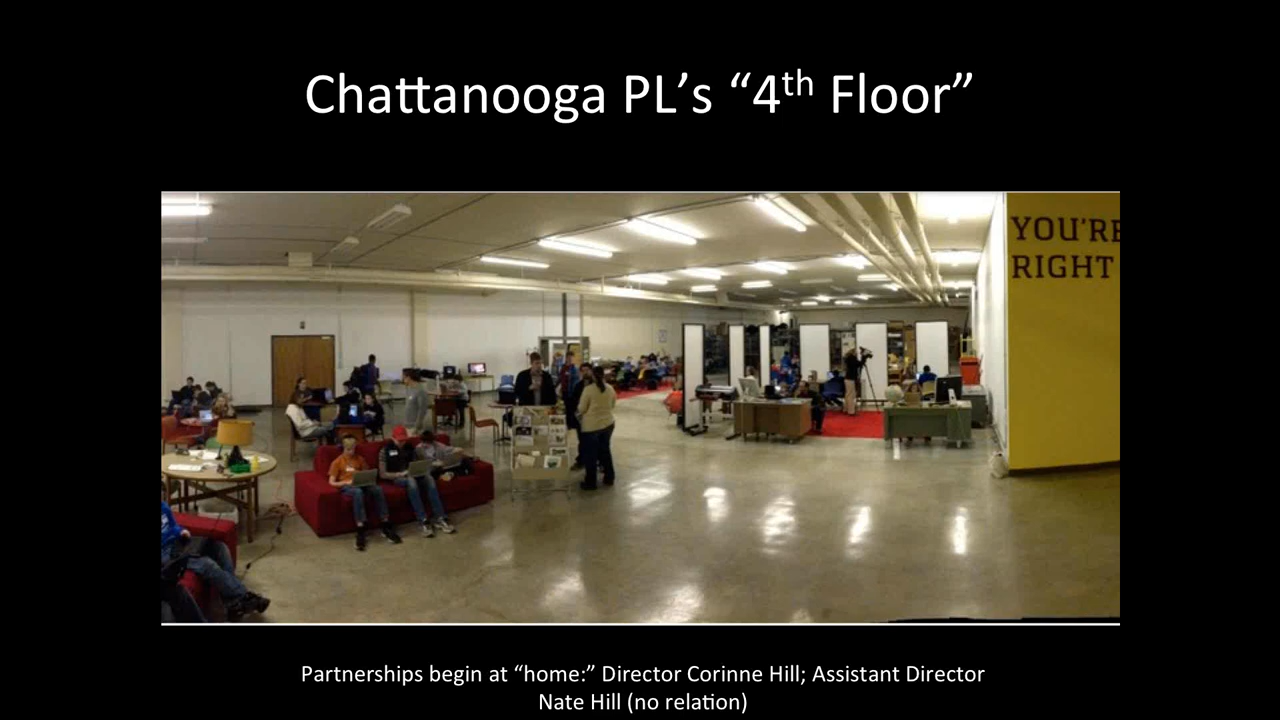 Chattanooga PL’s “4th Floor”
YOU'RE
RIGHT
Partnerships begin at “home:” Director Corinne Hill; Assistant Director
Nate Hill (no relation)